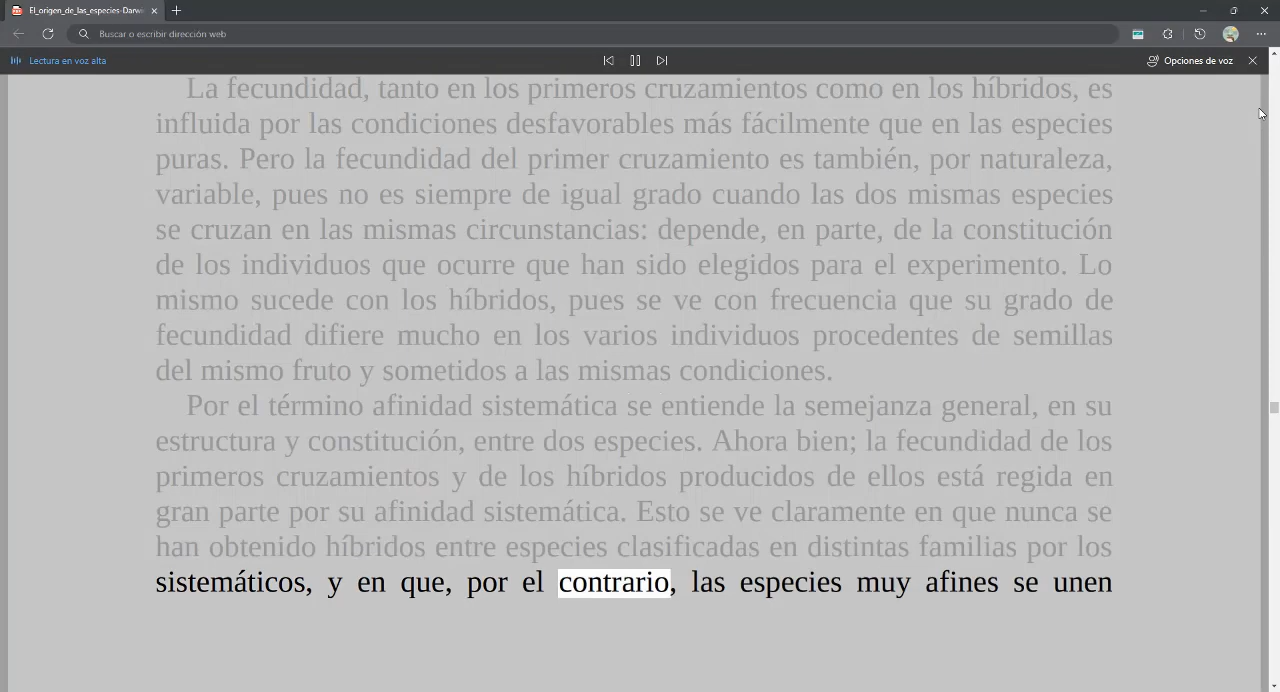 El_origen_de_las_especies-Darwi
Buscar o escribir dirección web
Lectura en voz alta
Opciones de voz
La fecundidad, tanto en los primeros cruzamientos como en los híbridos, es
influida por las condiciones desfavorables más fácilmente que en las especies
puras. Pero la fecundidad del primer cruzamiento es también, por naturaleza,
variable, pues no es siempre de igual grado cuando las dos mismas especies
se cruzan en las mismas circunstancias: depende, en parte, de la constitución
de los individuos que ocurre que han sido elegidos para el experimento. Lo
mismo sucede con los híbridos, pues se ve con frecuencia que su grado de
fecundidad difiere mucho en los varios individuos procedentes de semillas
del mismo fruto y sometidos a las mismas condiciones.
Por el término afinidad sistemática se entiende la semejanza general, en su
estructura y constitución, entre dos especies. Ahora bien; la fecundidad de los
primeros cruzamientos y de los híbridos producidos de ellos está regida en
gran parte por su afinidad sistemática. Esto se ve claramente en que nunca se
han obtenido híbridos entre especies clasificadas en distintas familias por los
sistemáticos, y en que, por el contrario, las especies muy afines se unen